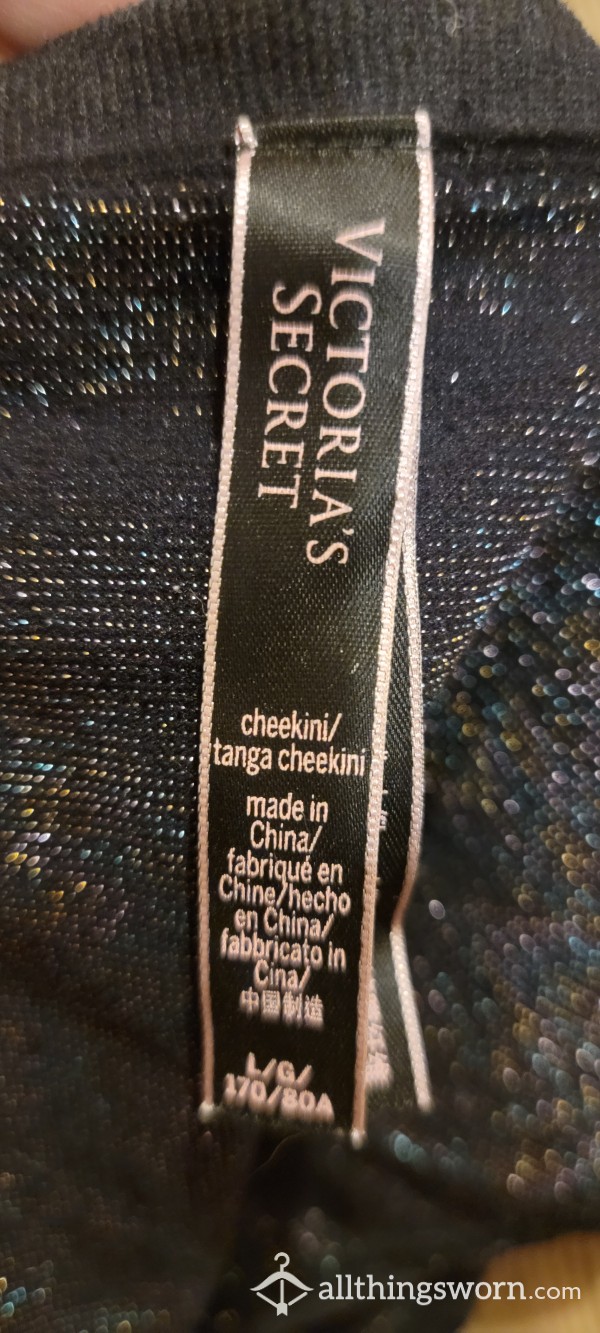 VICTORIA'S
SECRET
cheekini/
tanga cheekini
made in
China/
fabriqué en
Chine/hecho
en China/
fabbricato in
Cina/
中国制造
L/G/
170/80A
allthingsworn.com